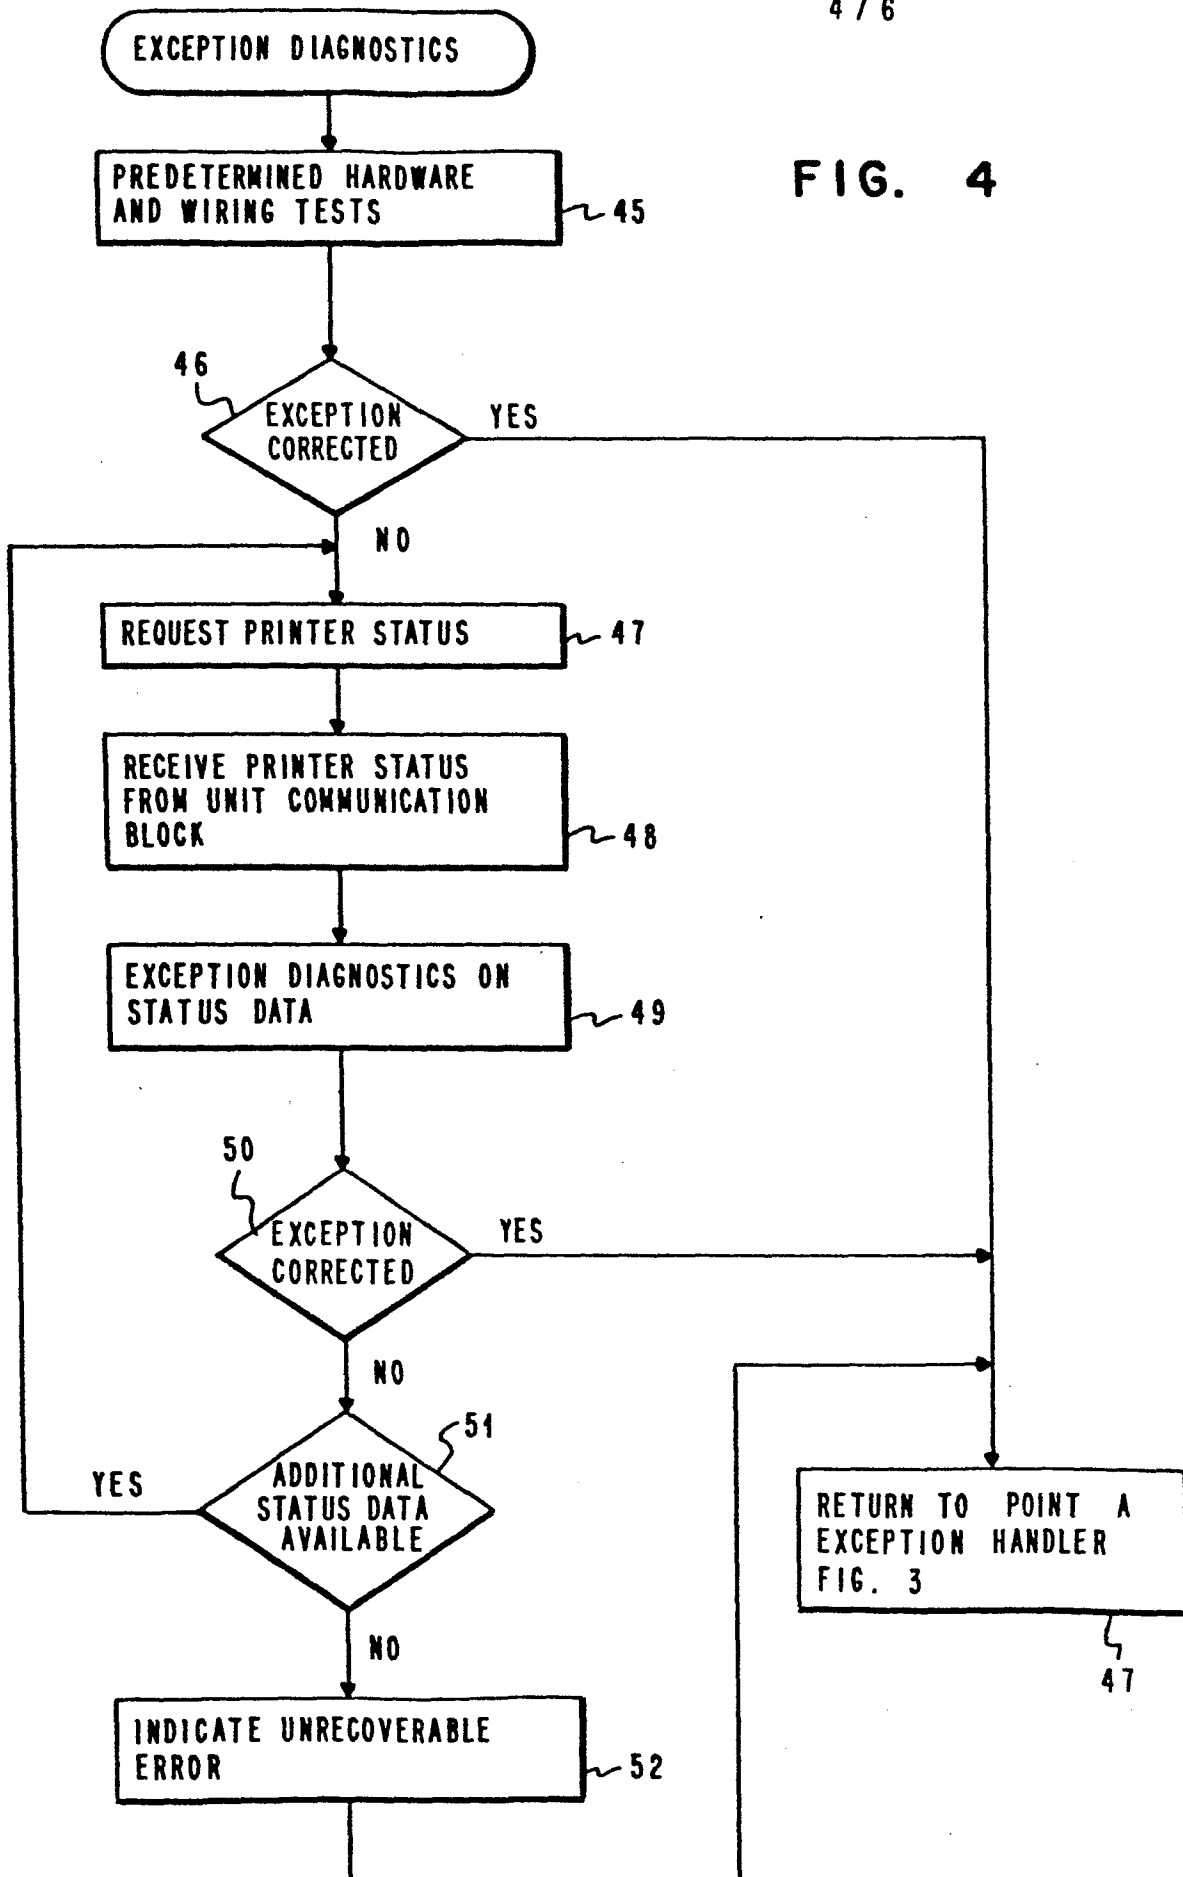 4 / 6
EXCEPTION DIAGNOSTICS
FIG. 4
PREDETERMINED HARDWARE
AND WIRING TESTS
45
46
EXCEPTION
CORRECTED
YES
NO
REQUEST PRINTER STATUS
47
RECEIVE PRINTER STATUS
FROM UNIT COMMUNICATION
BLOCK
48
EXCEPTION DIAGNOSTICS ON
STATUS DATA
49
50
EXCEPTION
CORRECTED
YES
NO
51
ADDITIONAL
STATUS DATA
AVAILABLE
YES
NO
RETURN TO POINT A
EXCEPTION HANDLER
FIG. 3
47
INDICATE UNRECOVERABLE
ERROR
52